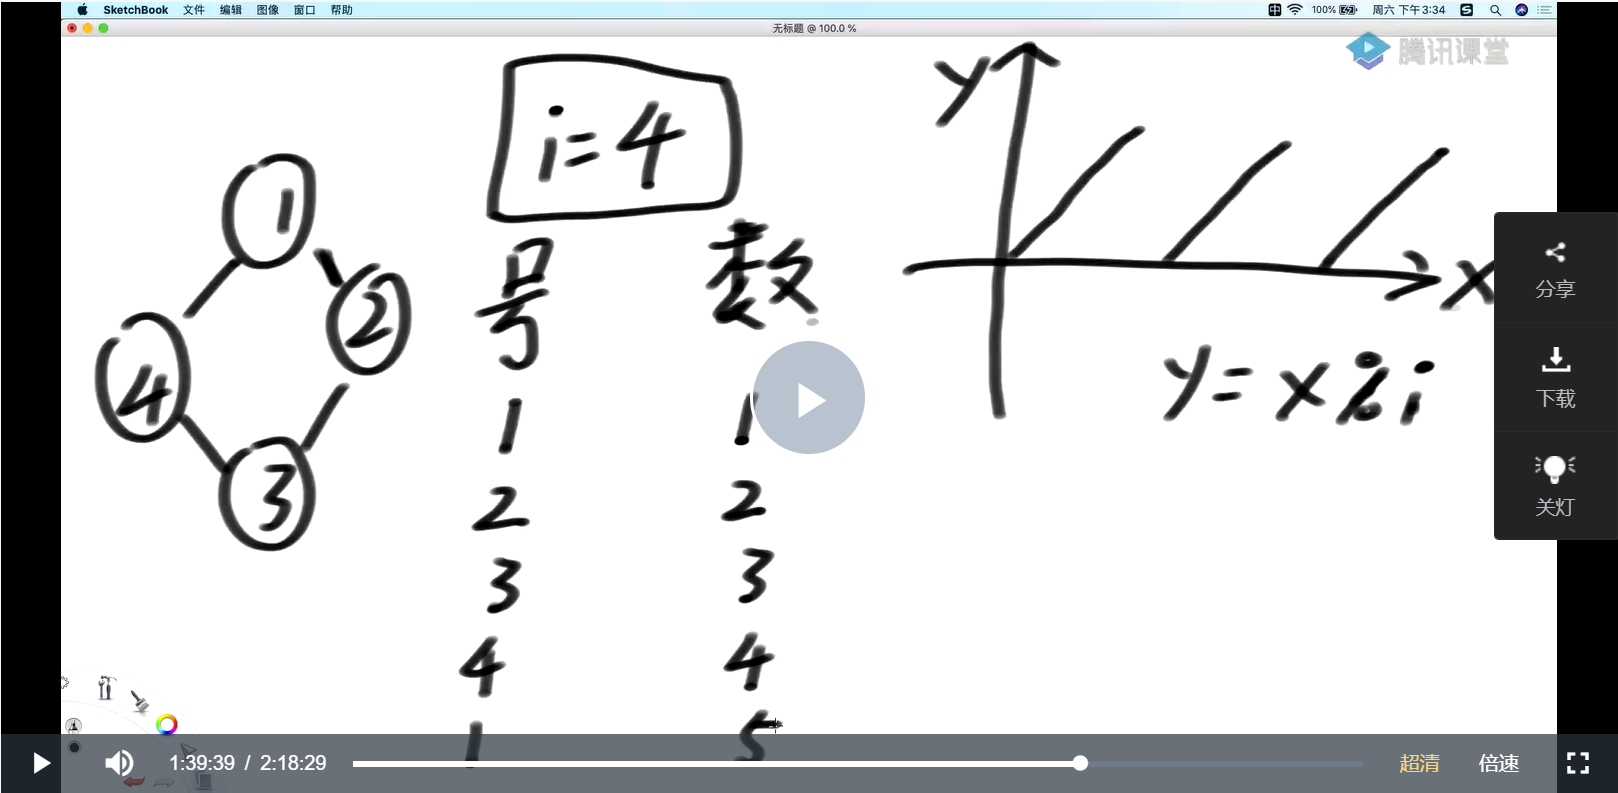 SketchBook 文件 编辑 图像 窗口 帮助 100% 周六 下午3:34
无标题 @ 100.0 %
腾讯课堂
i=4
y
x
1
2
4
3
号 数
1 1
2 2
3 3
4 4
1 5
y = x % i
分享
下载
关灯
1:39:39 / 2:18:29 超清 倍速